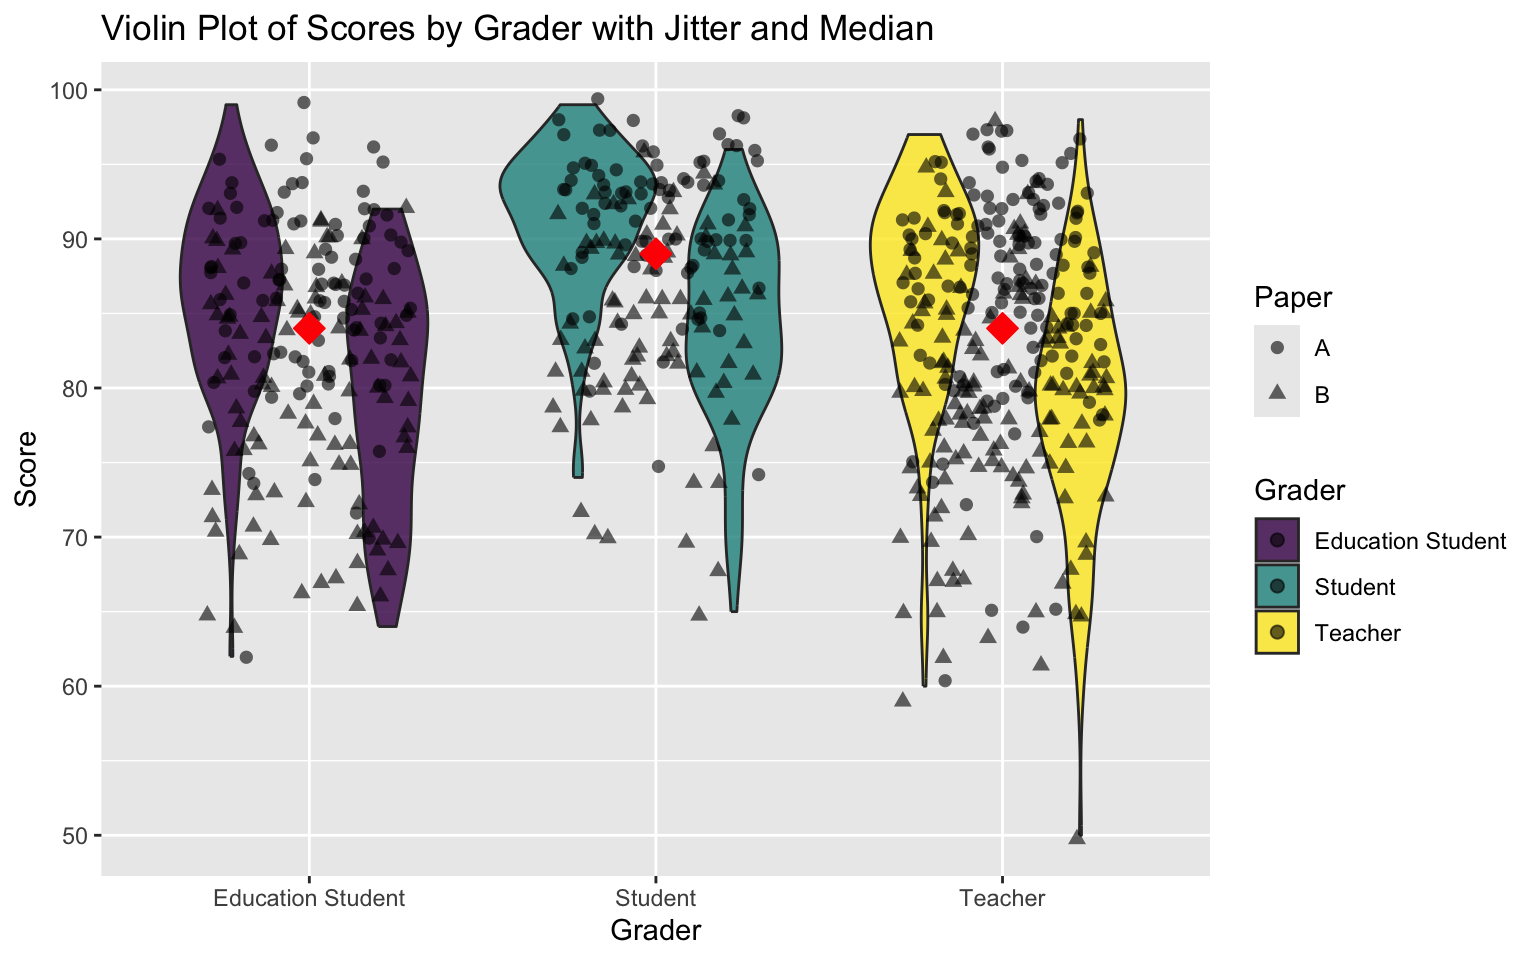 Violin Plot of Scores by Grader with Jitter and Median
100
90
80
70
60
50
Score
Education Student
Student
Teacher
Grader
Paper
A
B
Grader
Education Student
Student
Teacher